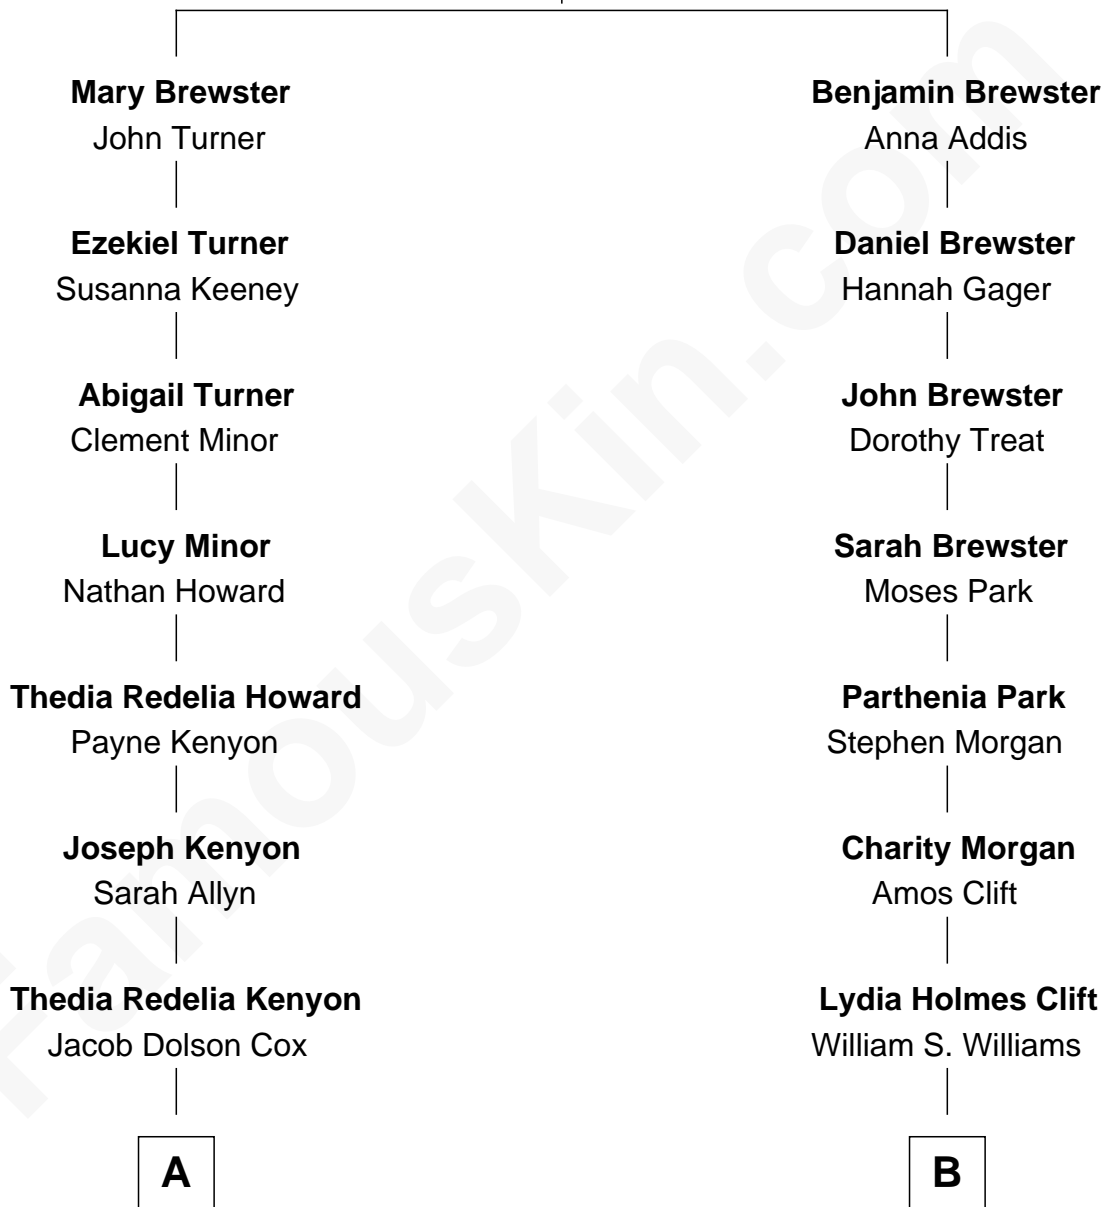 Mary Brewster
John Turner
Ezekiel Turner
Susanna Keeney
Abigail Turner
Clement Minor
Lucy Minor
Nathan Howard
Thedia Redelia Howard
Payne Kenyon
Joseph Kenyon
Sarah Allyn
Thedia Redelia Kenyon
Jacob Dolson Cox
A
Benjamin Brewster
Anna Addis
Daniel Brewster
Hannah Gager
John Brewster
Dorothy Treat
Sarah Brewster
Moses Park
Parthenia Park
Stephen Morgan
Charity Morgan
Amos Clift
Lydia Holmes Clift
William S. Williams
B
FamousKin.com